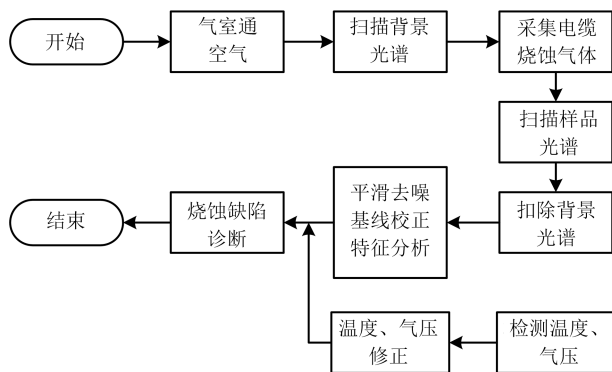 开始
气室通
空气
扫描背景
光谱
采集电缆
烧蚀气体
扫描样品
光谱
扣除背景
光谱
平滑去噪
基线校正
特征分析
烧蚀缺陷
诊断
结束
检测温度、
气压
温度、气压
修正